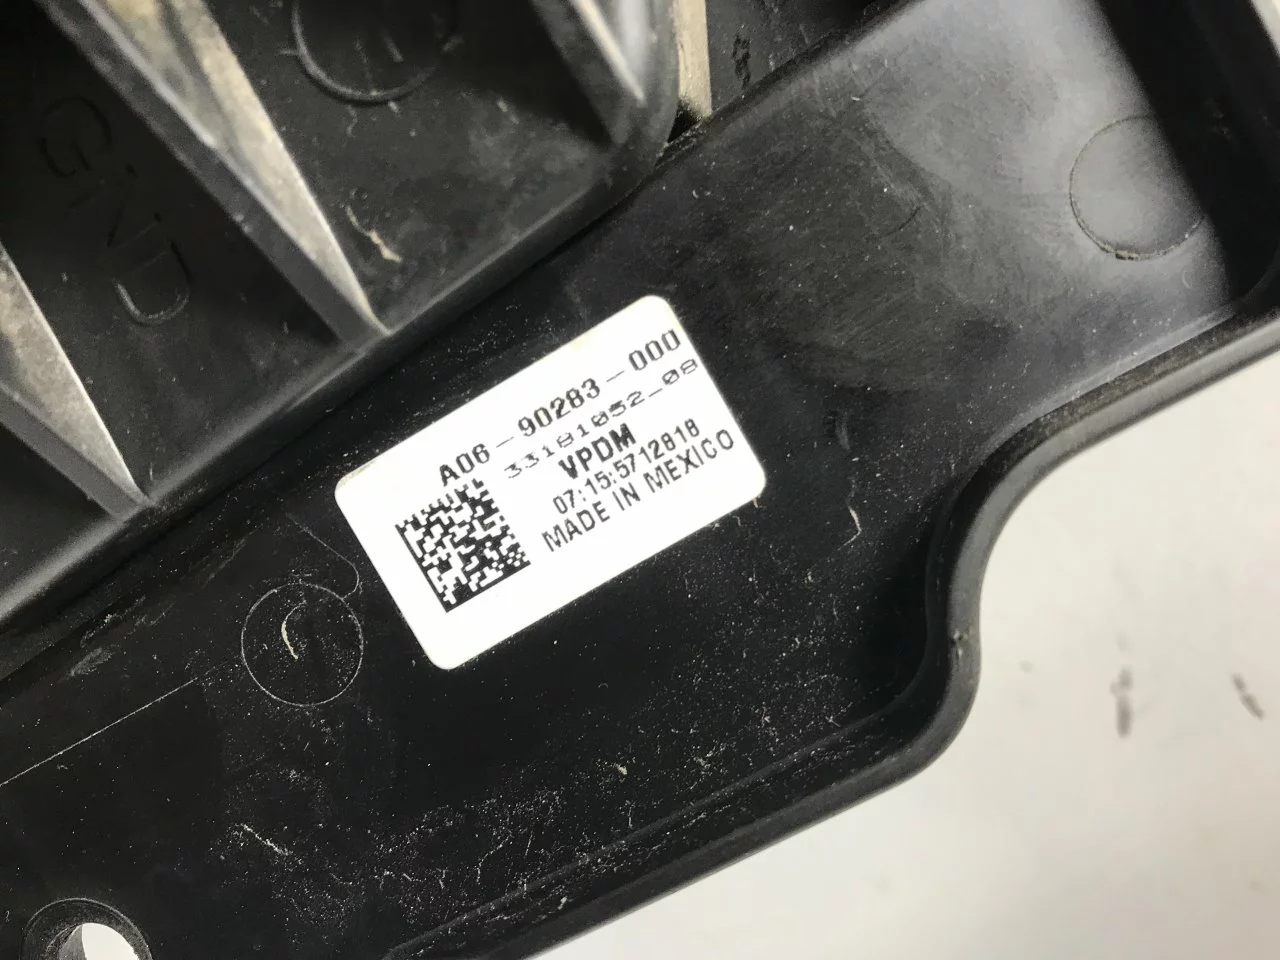 GND
A06-90283-000
33181052_08
VPDM
07:15:5712818
MADE IN MEXICO